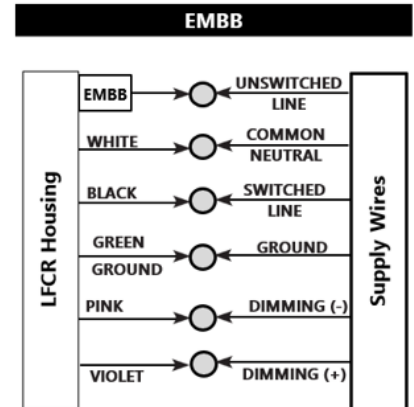 EMBB
EMBB
UNSWITCHED
LINE
WHITE
COMMON
NEUTRAL
BLACK
SWITCHED
LINE
GREEN
GROUND
GROUND
PINK
DIMMING (-)
VIOLET
DIMMING (+)
LFCR Housing
Supply Wires